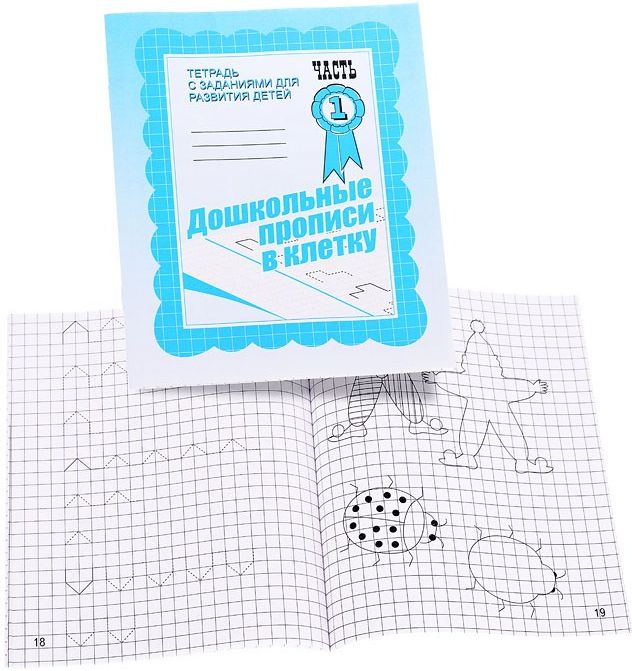 ТЕТРАДЬ
С ЗАДАНИЯМИ ДЛЯ
РАЗВИТИЯ ДЕТЕЙ
ЧАСТЬ
1
Дошкольные
прописи
в клетку
18
19